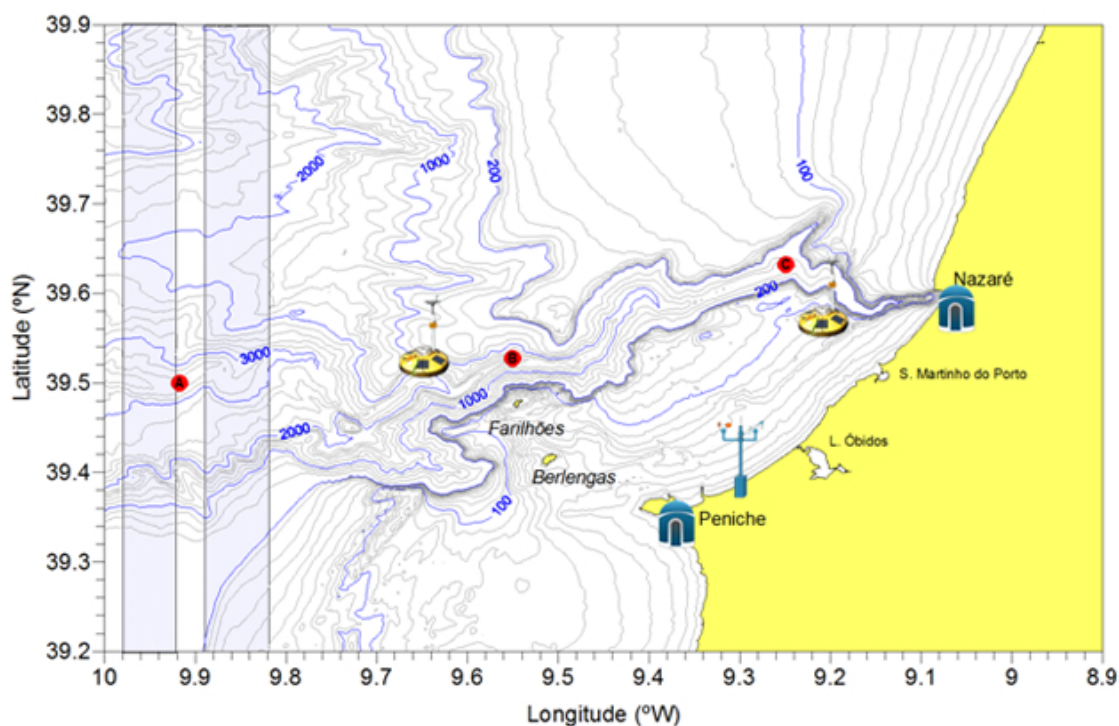 39.9
39.8
39.7
39.6
39.5
39.4
39.3
39.2
Latitude (ºN)
10
9.9
9.8
9.7
9.6
9.5
9.4
9.3
9.2
9.1
9
8.9
Longitude (ºW)
2000
1000
200
100
3000
A
B
C
200
1000
2000
100
Nazaré
S. Martinho do Porto
L. Óbidos
Farilhões
Berlengas
Peniche